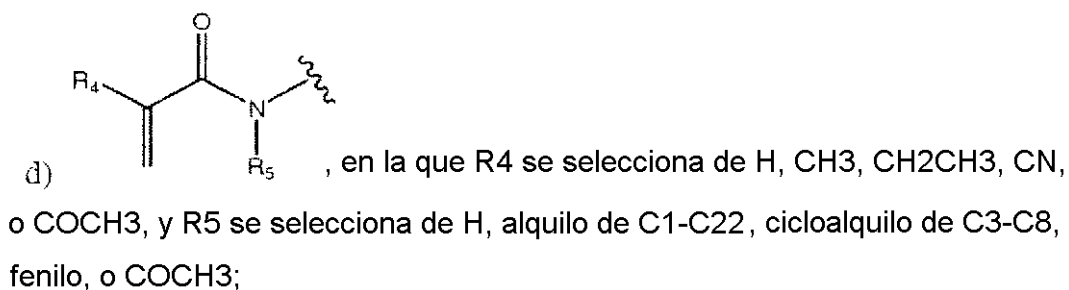 O
R4
N
R5
d) , en la que R4 se selecciona de H, CH3, CH2CH3, CN,
o COCH3, y R5 se selecciona de H, alquilo de C1-C22, cicloalquilo de C3-C8,
fenilo, o COCH3;